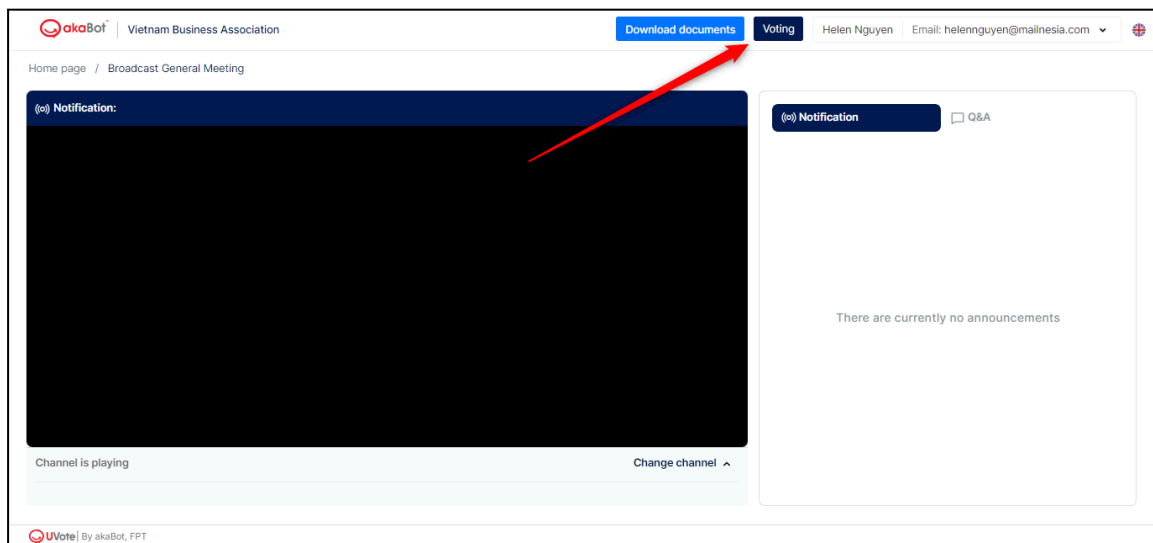 akaBot Vietnam Business Association Download documents Voting Helen Nguyen Email: helennguyen@mailnesia.com
Home page / Broadcast General Meeting
Notification:
Notification Q&A
There are currently no announcements
Channel is playing Change channel
UVote By akaBot, FPT